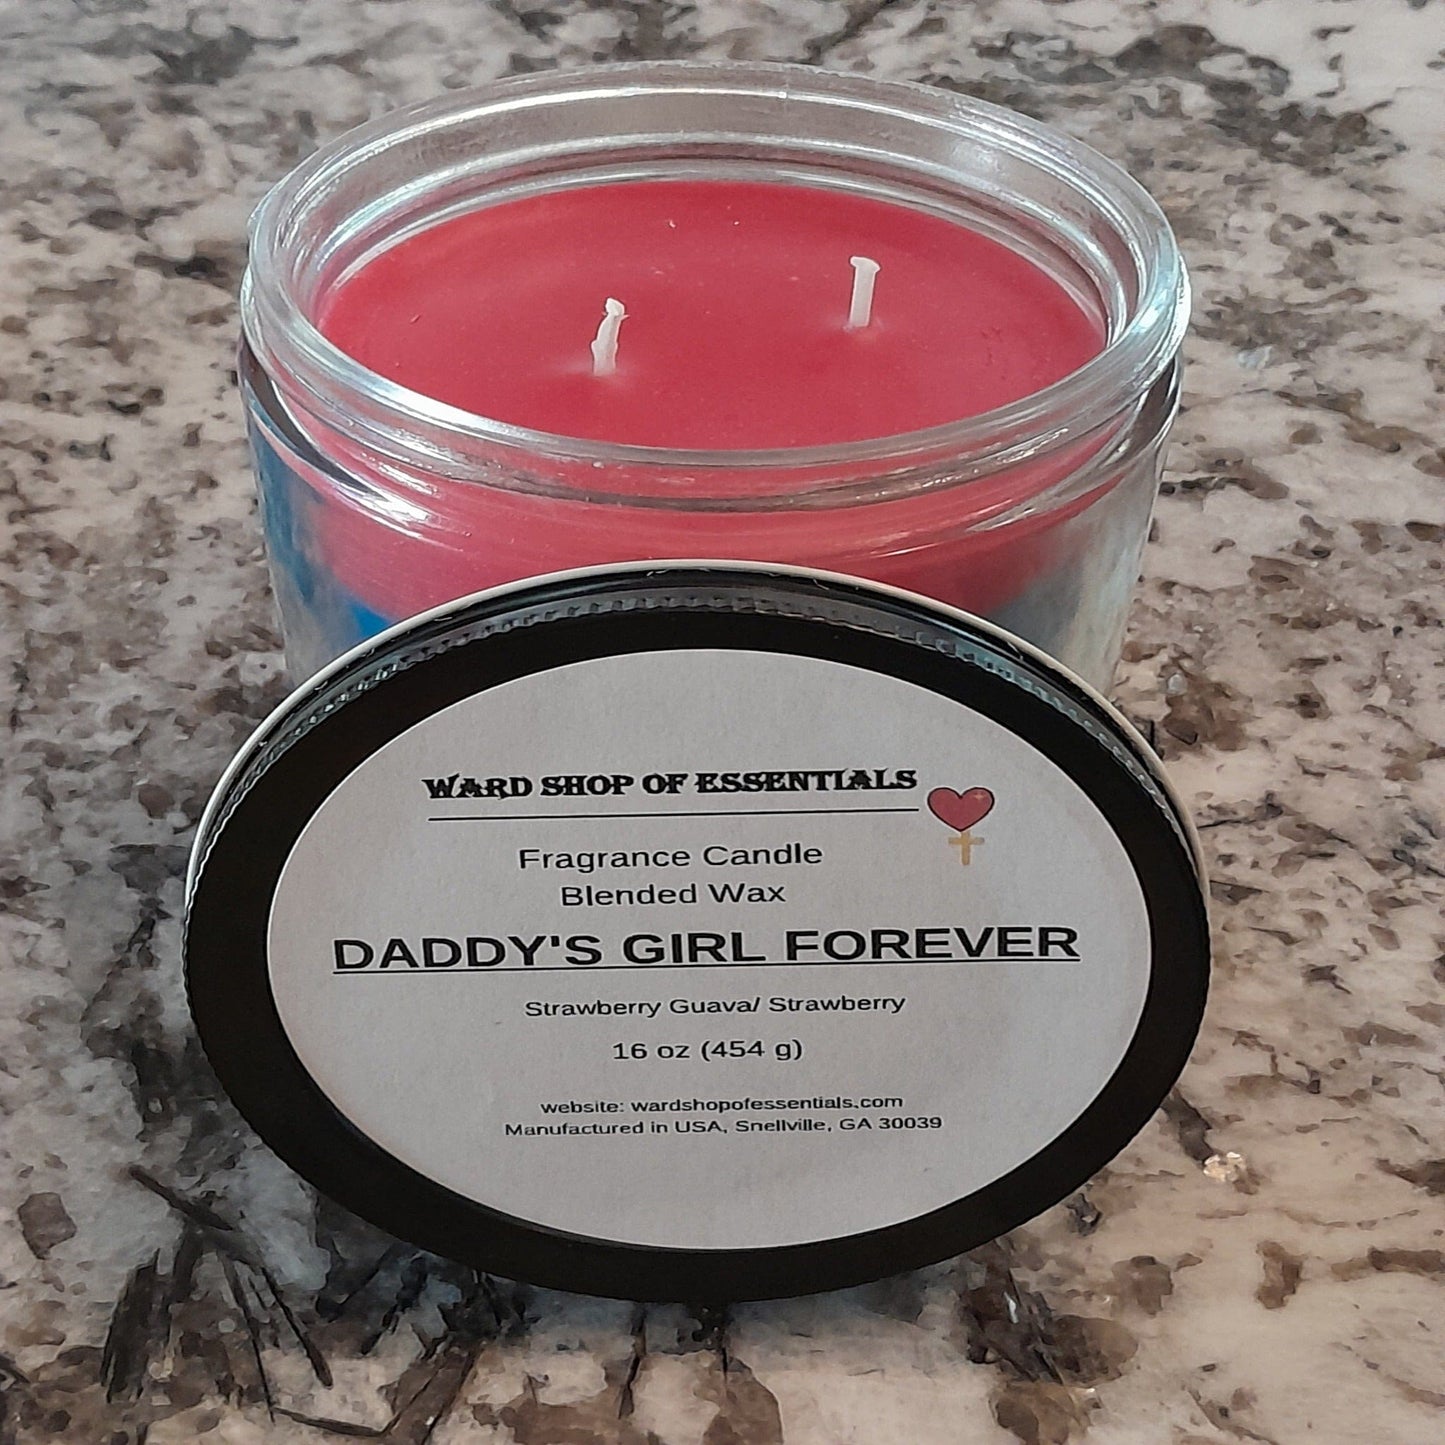 WARD SHOP OF ESSENTIALS
Fragrance Candle
Blended Wax
DADDY'S GIRL FOREVER
Strawberry Guava/ Strawberry
16 oz (454 g)
website: wardshopofessentials.com
Manufactured in USA, Snellville, GA 30039